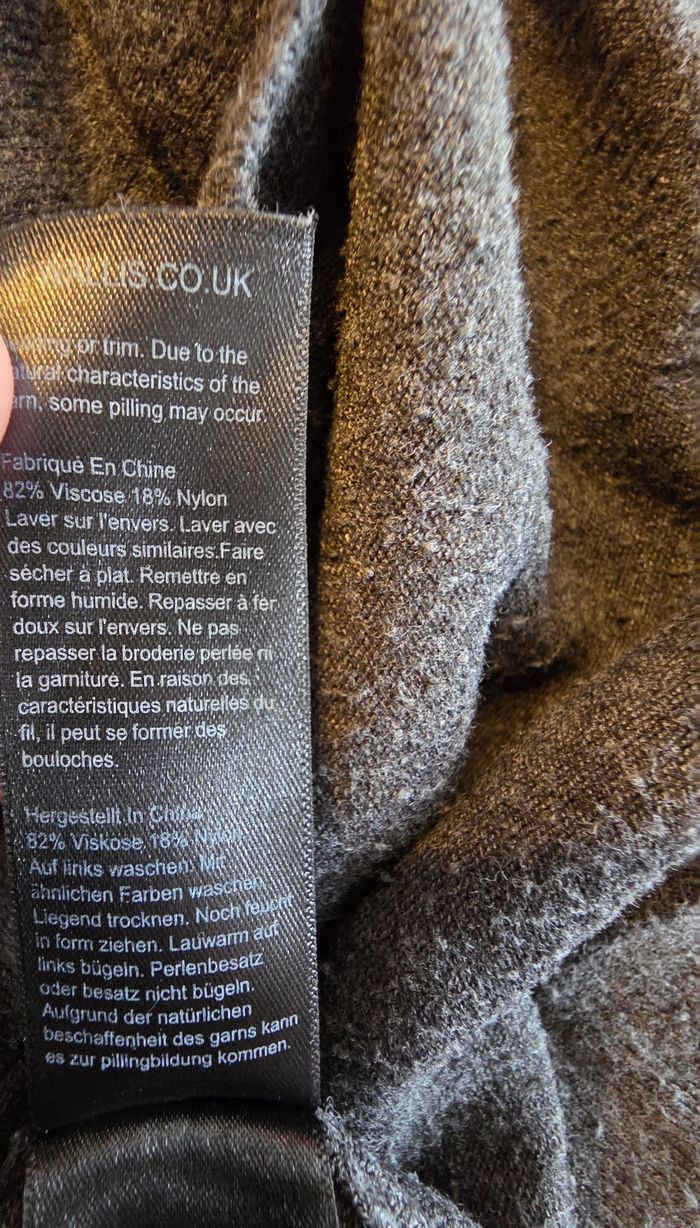 WALLIS.CO.UK
or trim. Due to the
natural characteristics of the
yarn, some pilling may occur.
Fabriqué En Chine
82% Viscose 18% Nylon
Laver sur l'envers. Laver avec
des couleurs similaires.Faire
sécher à plat. Remettre en
forme humide. Repasser à fer
doux sur l'envers. Ne pas
repasser la broderie perlée ni
la garniture. En raison des
caractéristiques naturelles du
fil, il peut se former des
bouloches.
Hergestellt In China
82% Viskose 18% Nylon
Auf links waschen. Mit
ähnlichen Farben waschen.
Liegend trocknen. Noch feucht
in form ziehen. Lauwarm auf
links bügeln. Perlenbesatz
oder besatz nicht bügeln.
Aufgrund der natürlichen
beschaffenheit des garns kann
es zur pillingbildung kommen.